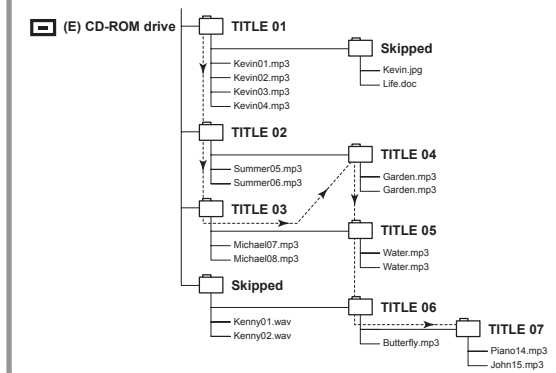 (E) CD-ROM drive
TITLE 01
Kevin01.mp3
Kevin02.mp3
Kevin03.mp3
Kevin04.mp3
Skipped
Kevin.jpg
Life.doc
TITLE 02
Summer05.mp3
Summer06.mp3
TITLE 04
Garden.mp3
Garden.mp3
TITLE 03
Michael07.mp3
Michael08.mp3
TITLE 05
Water.mp3
Water.mp3
Skipped
Kenny01.wav
Kenny02.wav
TITLE 06
Butterfly.mp3
TITLE 07
Piano14.mp3
John15.mp3